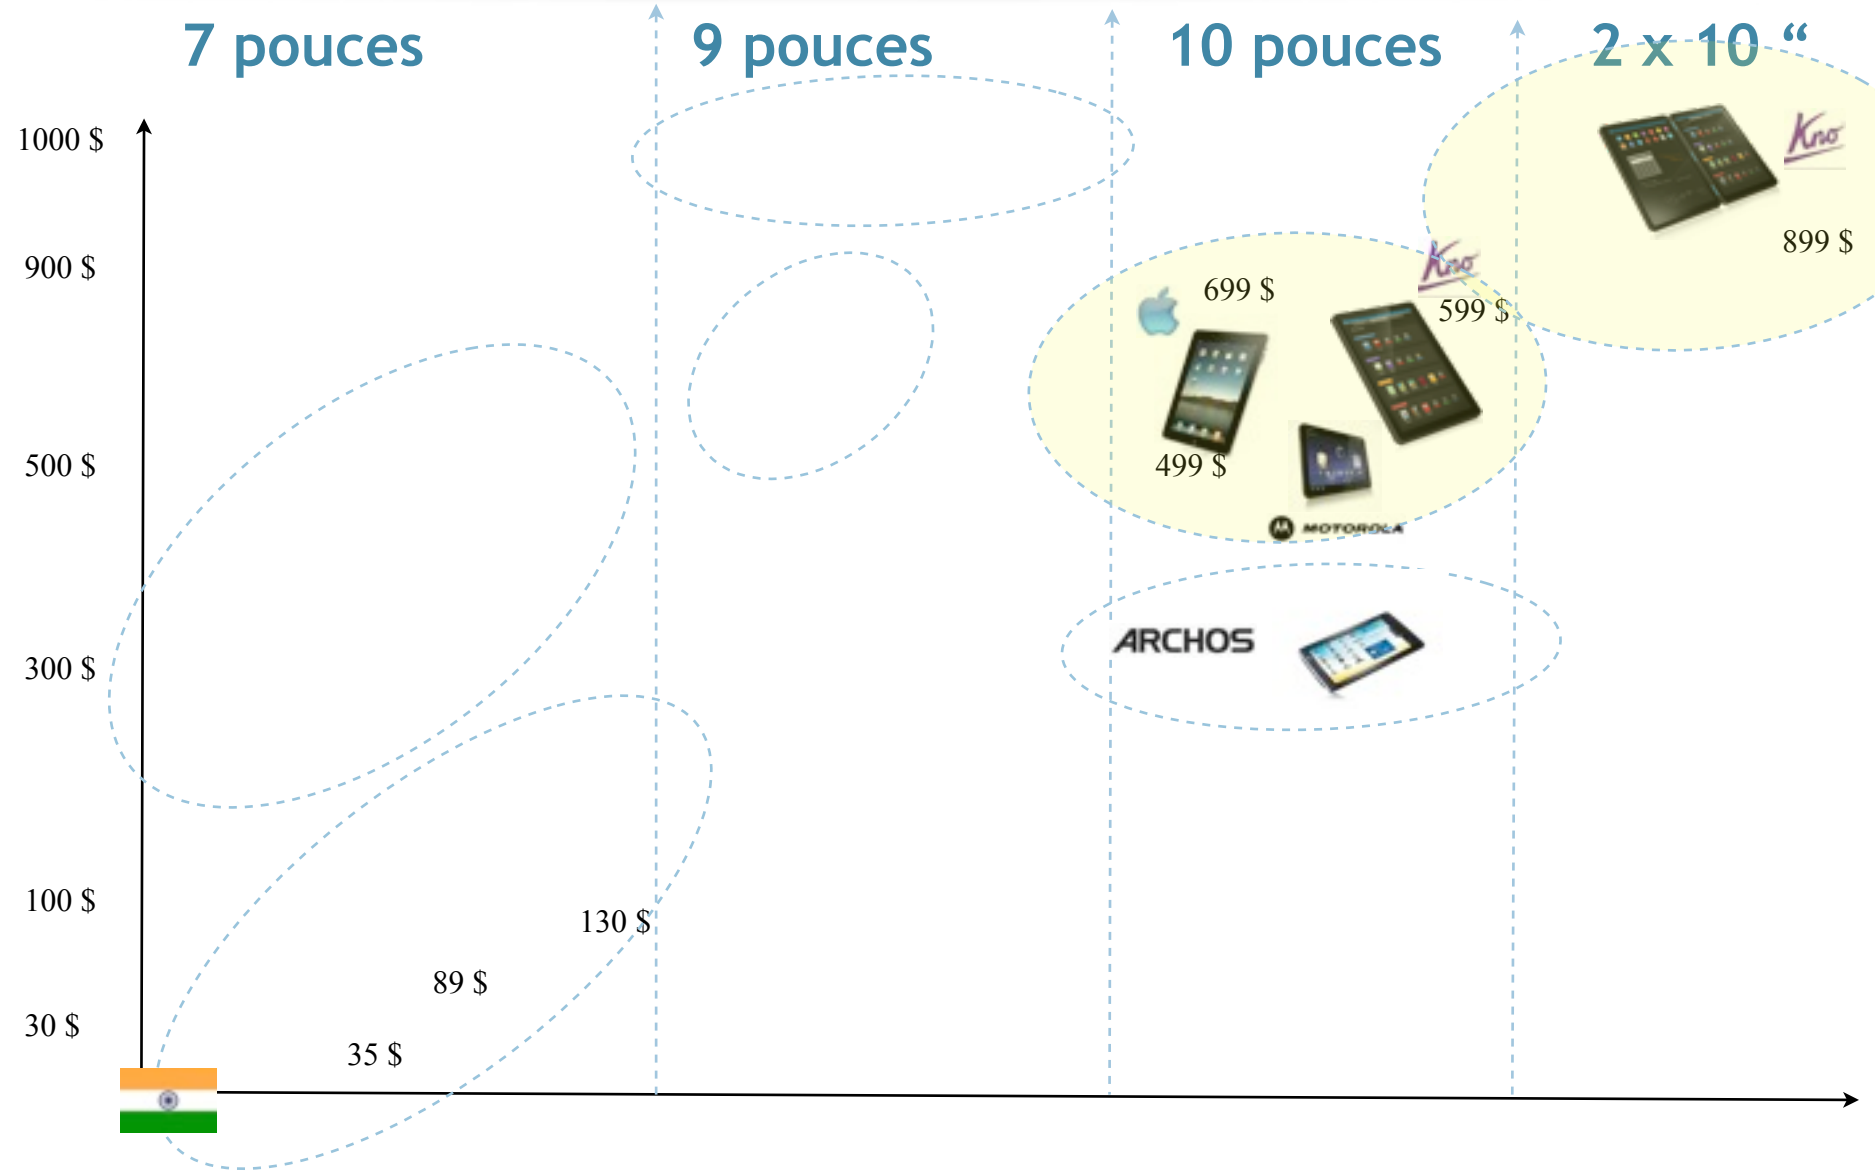 7 pouces
9 pouces
10 pouces
2 x 10 “
1000 $
Kno
899 $
900 $
Kno
699 $
599 $
500 $
499 $
MOTOROLA
ARCHOS
300 $
100 $
130 $
89 $
30 $
35 $